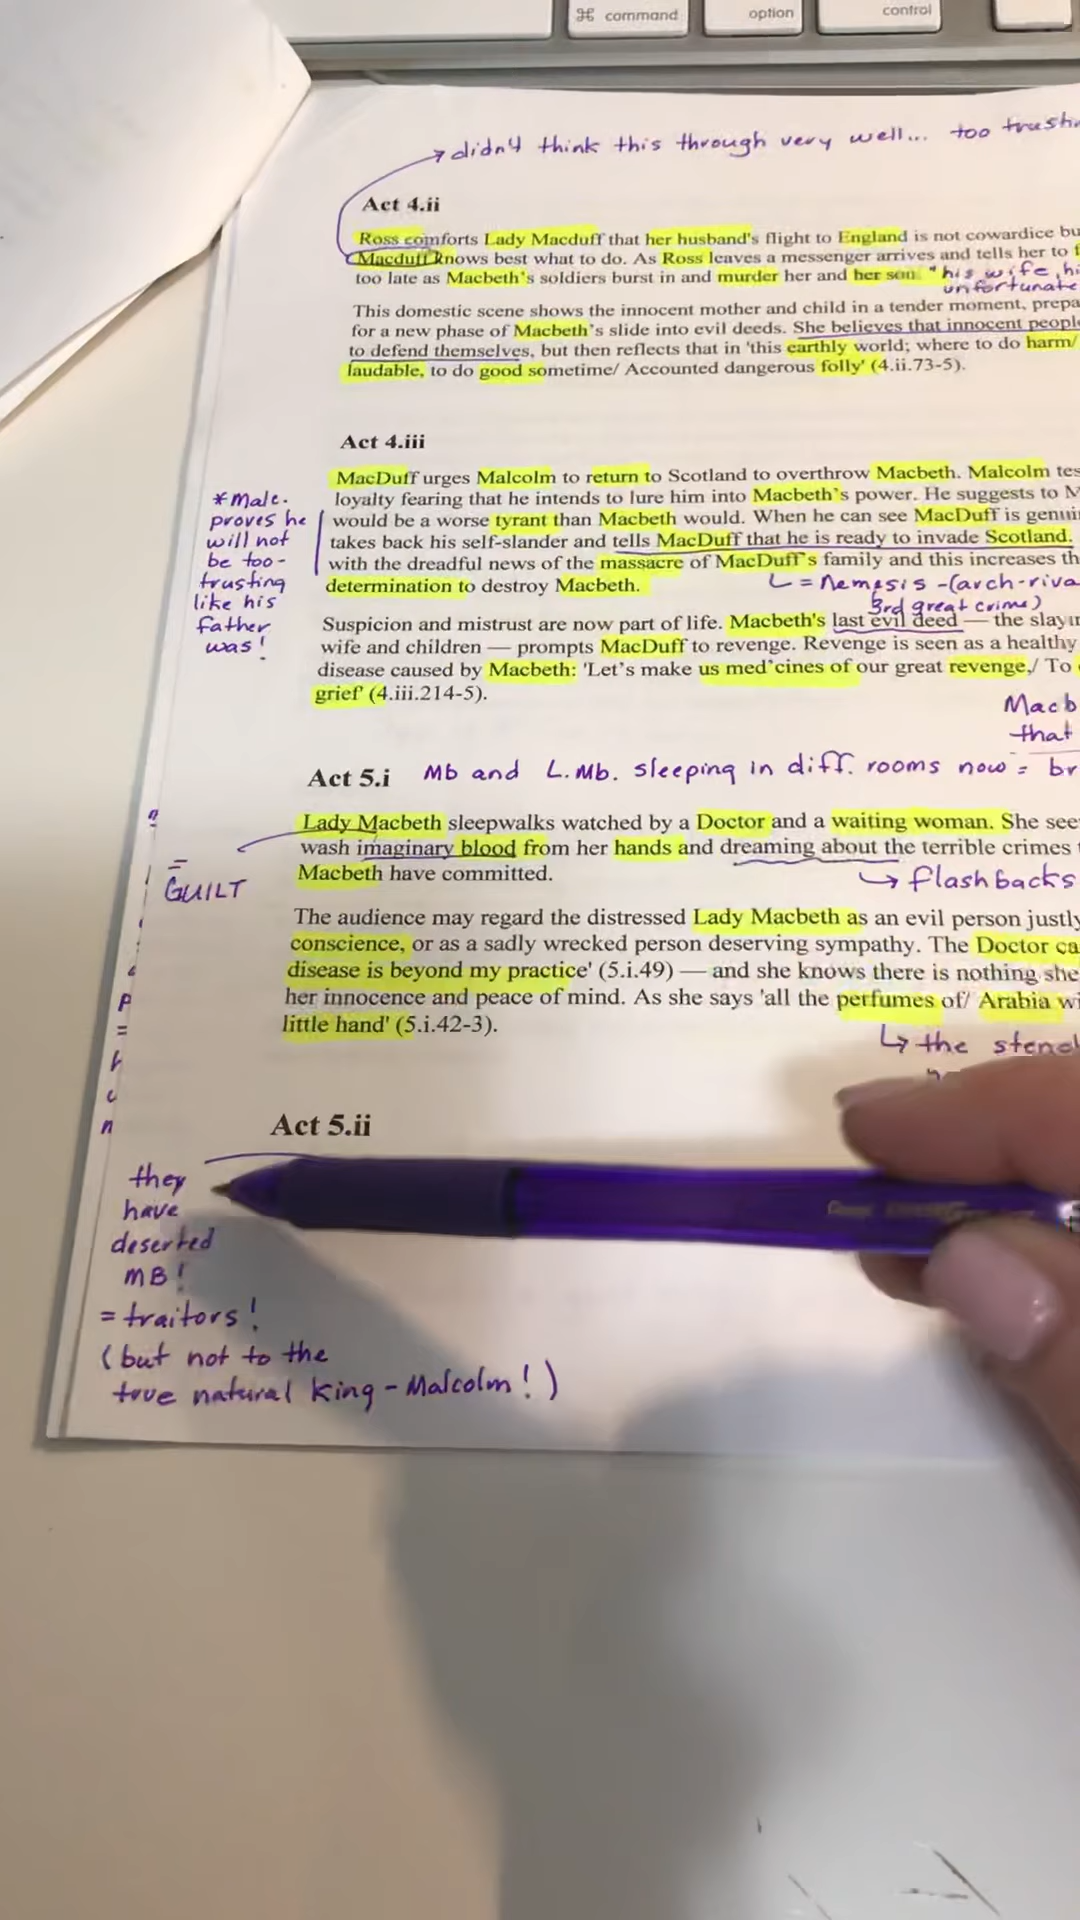 ⌘ command
option
control
→ didn't think this through very well... too
Act 4.ii
Ross comforts Lady Macduff that her husband's flight to England is not cowardice
Macduff knows best what to do. As Ross leaves a messenger arrives and tells her to
too late as Macbeth's soldiers burst in and murder her and her son. "his wife,
unfortunate
This domestic scene shows the innocent mother and child in a tender moment,
for a new phase of Macbeth's slide into evil deeds. She believes that innocent
to defend themselves, but then reflects that in 'this earthly world; where to do harm/
laudable, to do good sometime/ Accounted dangerous folly' (4.ii.73-5).
Act 4.iii
MacDuff urges Malcolm to return to Scotland to overthrow Macbeth. Malcolm
loyalty fearing that he intends to lure him into Macbeth's power. He suggests to
would be a worse tyrant than Macbeth would. When he can see MacDuff is
takes back his self-slander and tells MacDuff that he is ready to invade Scotland.
with the dreadful news of the massacre of MacDuff's family and this increases
determination to destroy Macbeth.
* Malc.
proves he
will not
be too-
trusting
like his
father
was!
= nemesis - (arch-
3rd great crime)
Suspicion and mistrust are now part of life. Macbeth's last evil deed — the
wife and children — prompts MacDuff to revenge. Revenge is seen as a healthy
disease caused by Macbeth: 'Let's make us med'cines of our great revenge,/ To
grief' (4.iii.214-5).
Macb
that
Act 5.i Mb and L.Mb. sleeping in diff. rooms now =
Lady Macbeth sleepwalks watched by a Doctor and a waiting woman. She
wash imaginary blood from her hands and dreaming about the terrible crimes
Macbeth have committed.
= GUILT
↳ flashbacks
The audience may regard the distressed Lady Macbeth as an evil person justly
conscience, or as a sadly wrecked person deserving sympathy. The Doctor
disease is beyond my practice' (5.i.49) — and she knows there is nothing she
her innocence and peace of mind. As she says 'all the perfumes of/ Arabia
little hand' (5.i.42-3).
↳ the
Act 5.ii
they
have
deserted
MB!
= traitors!
(but not to the
true natural king - Malcolm!)